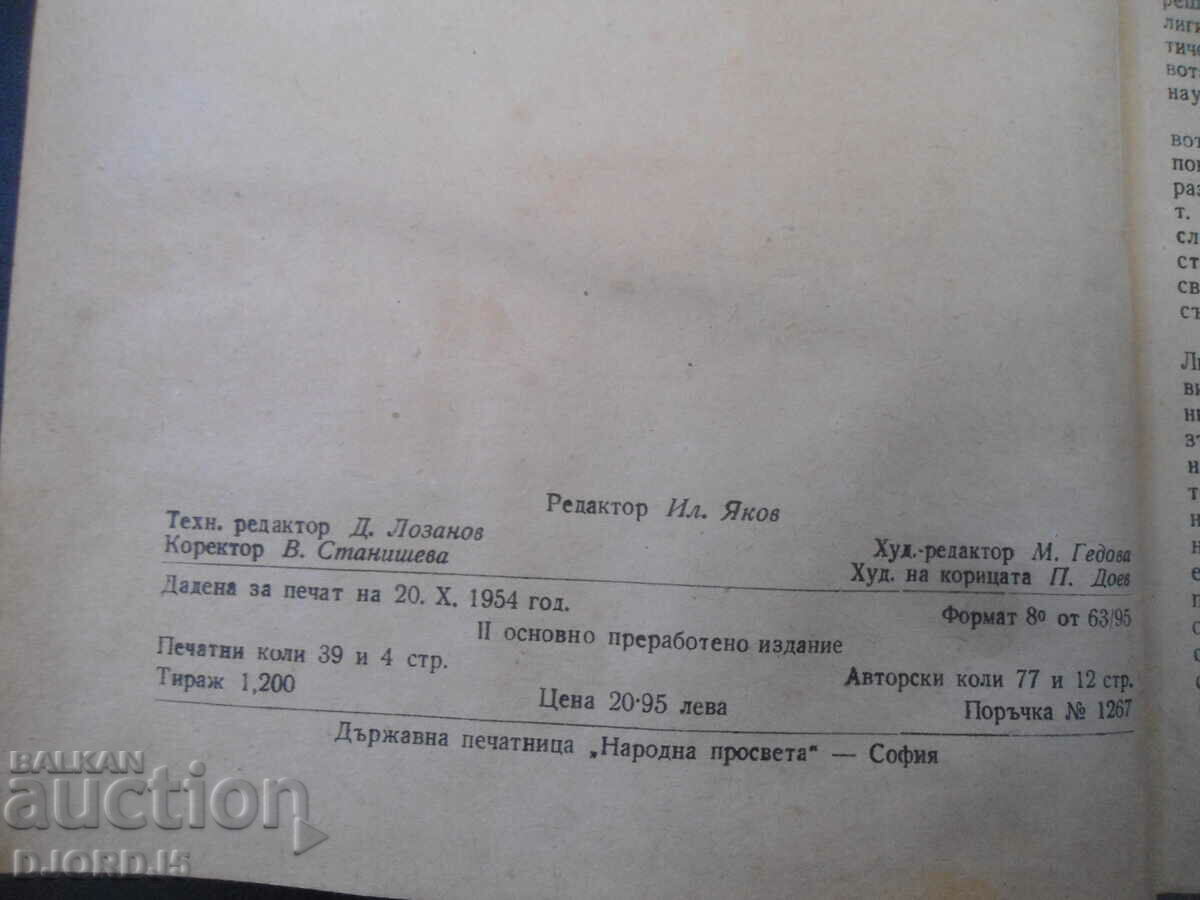 Редактор Ил. Яков
Техн. редактор Д. Лозанов
Коректор В. Станишева
Худ.-редактор М. Гедова
Худ. на корицата П. Доев
Дадена за печат на 20. X. 1954 год.
Формат 8º от 63/95
II основно преработено издание
Печатни коли 39 и 4 стр.
Авторски коли 77 и 12 стр.
Тираж 1,200
Цена 20·95 лева
Поръчка № 1267
Държавна печатница „Народна просвета“ — София
BALKAN
auction
DJORD_15